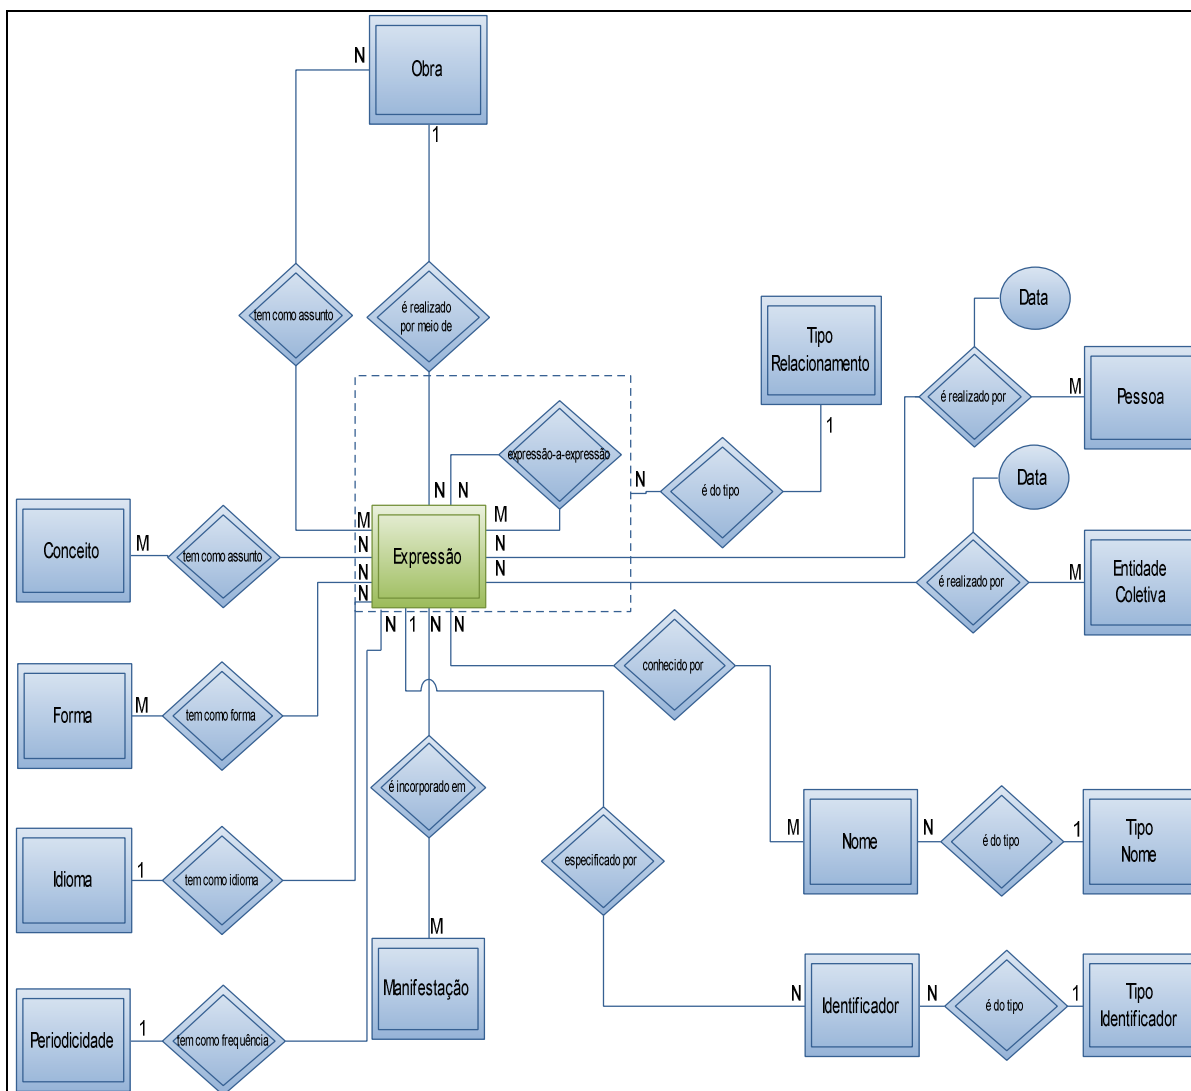 N
Obra
1
tem como assunto
é realizado
por meio de
Tipo
Relacionamento
1
Data
é realizado por
M
Pessoa
expressão-a-expressão
N
é do tipo
Data
N
N
M
M
Conceito
M
tem como assunto
N
Expressão
N
é realizado por
M
Entidade
Coletiva
N
N
N
N
1
N
N
conhecido por
Forma
M
tem como forma
é incorporado em
Idioma
1
tem como idioma
especificado por
M
Nome
N
é do tipo
1
Tipo
Nome
M
Manifestação
N
Identificador
N
é do tipo
1
Tipo
Identificador
Periodicidade
1
tem como frequência